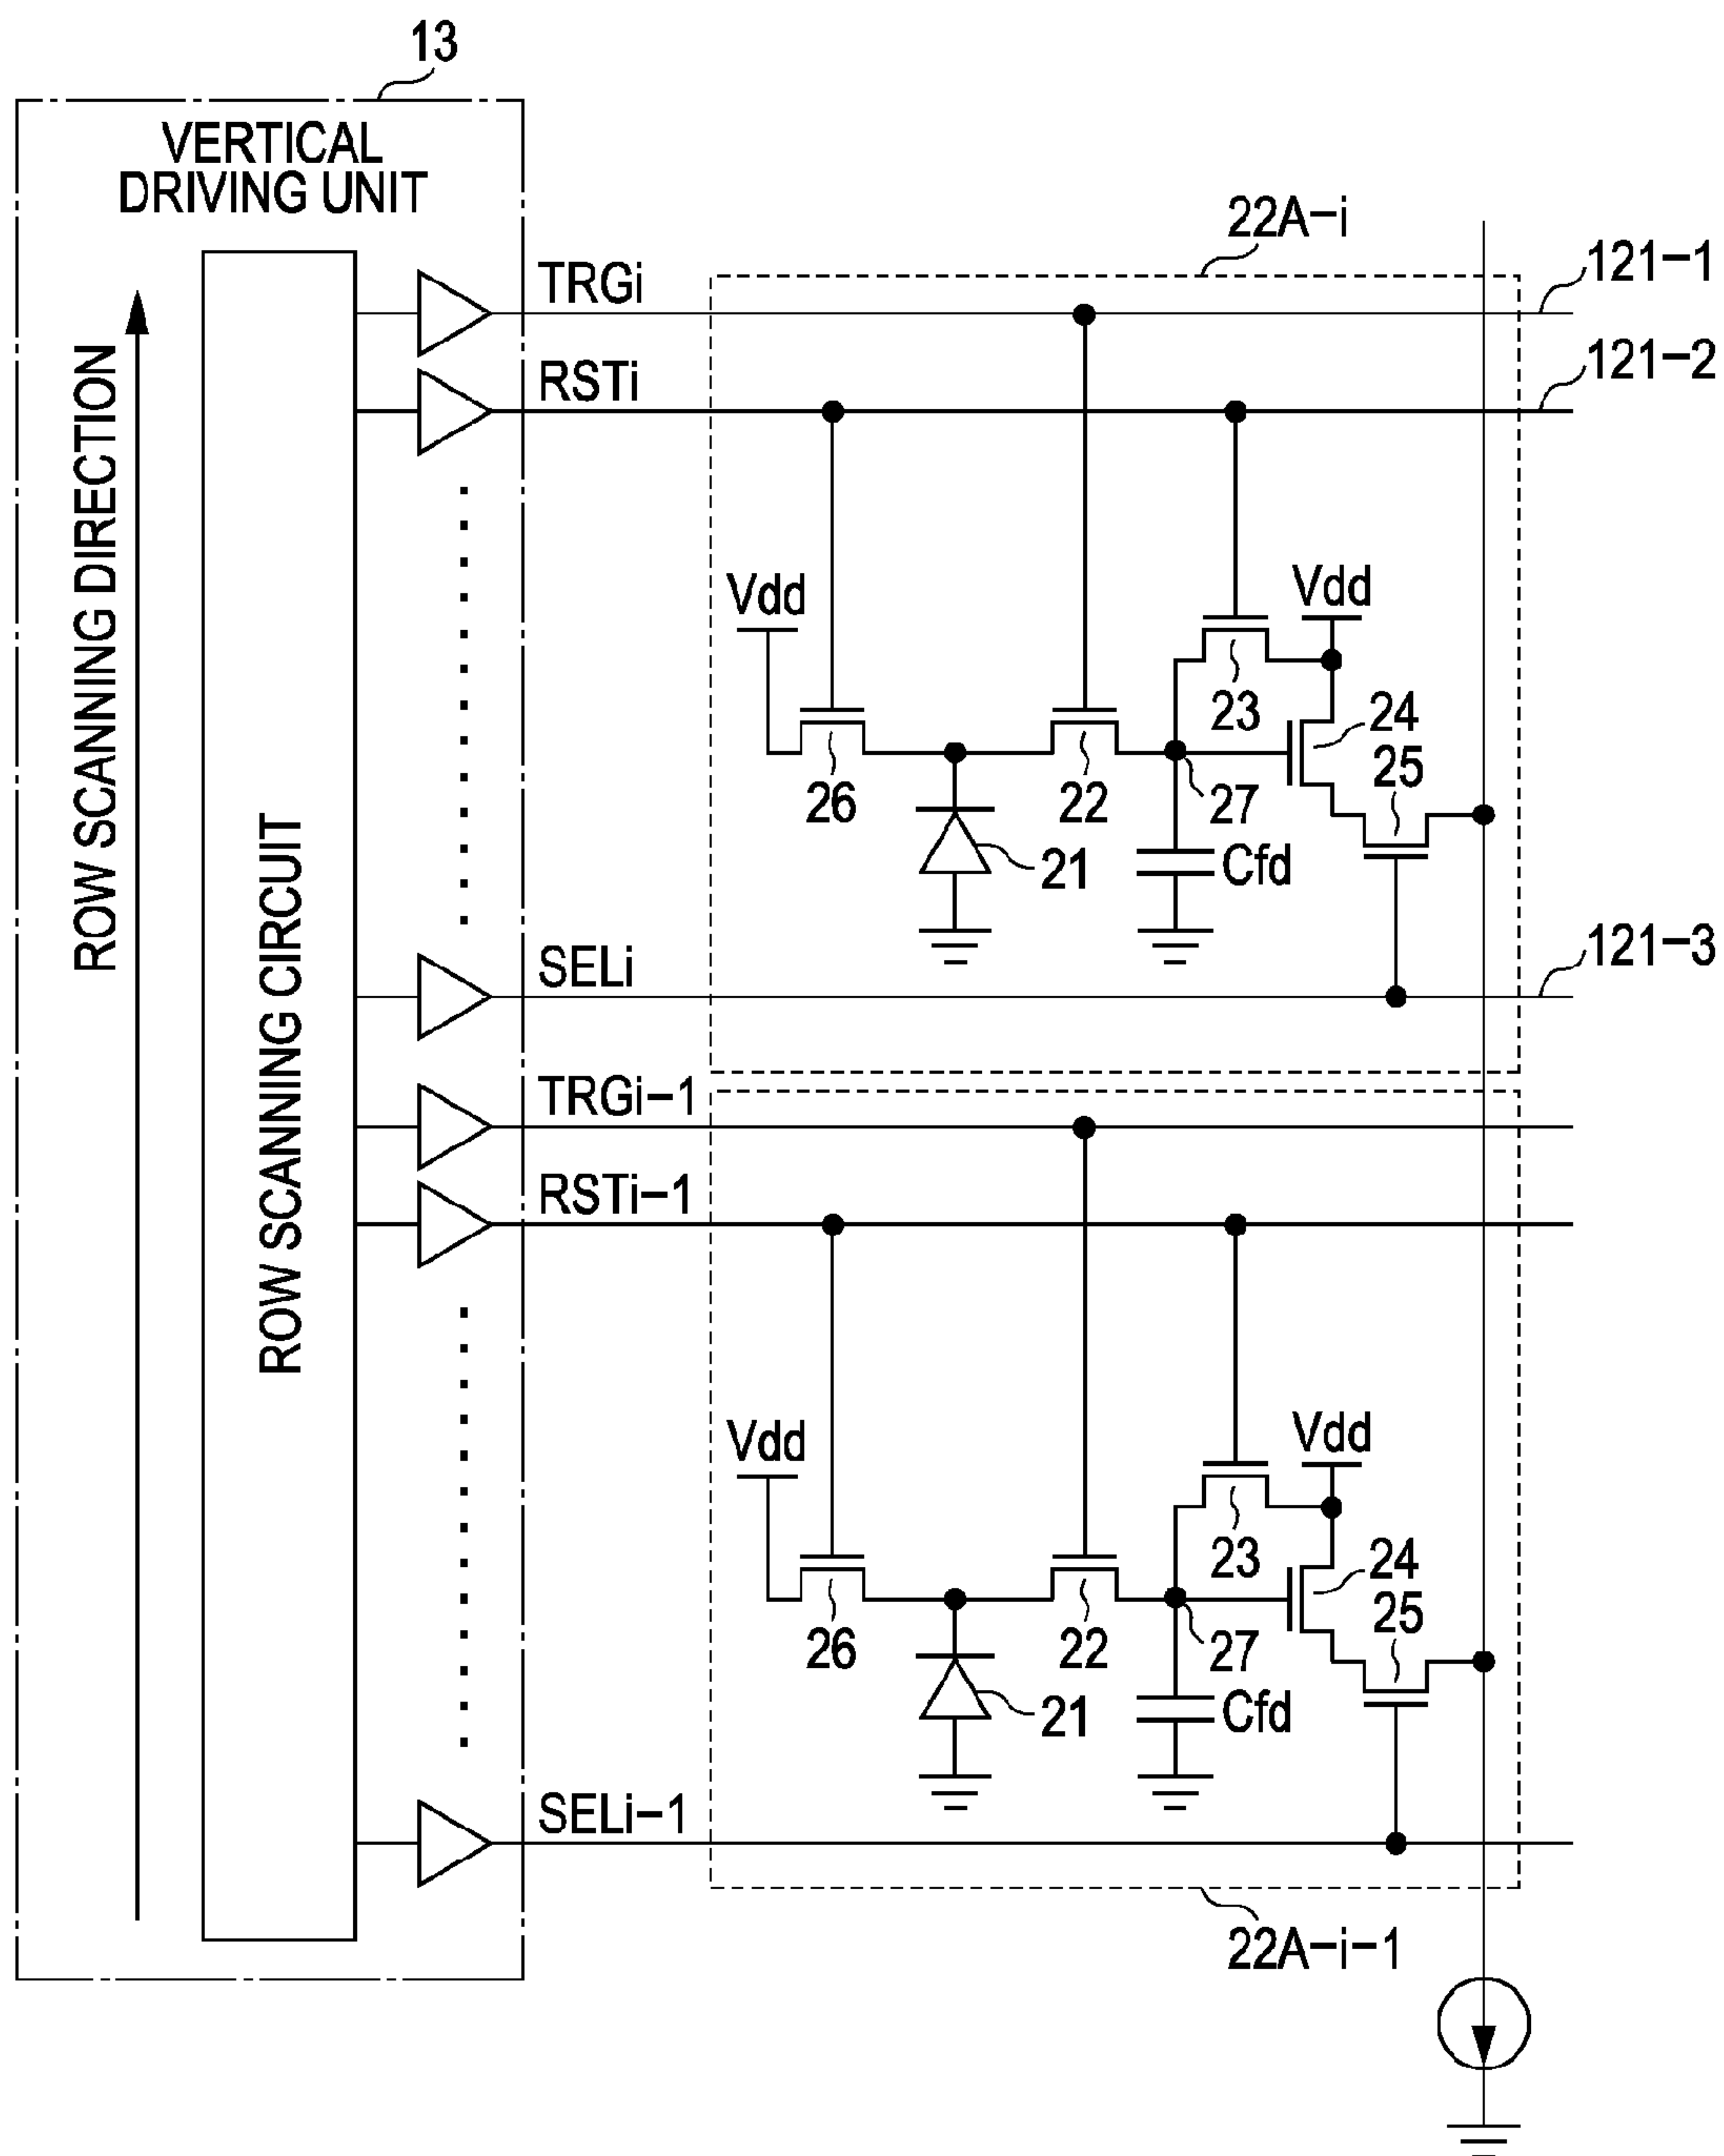 13
VERTICAL
DRIVING UNIT
ROW SCANNING DIRECTION
ROW SCANNING CIRCUIT
22A-i
TRGi
121-1
RSTi
121-2
Vdd
Vdd
23
24
25
26
22
27
21
Cfd
SELi
121-3
TRGi-1
RSTi-1
Vdd
Vdd
23
24
25
26
22
27
21
Cfd
SELi-1
22A-i-1